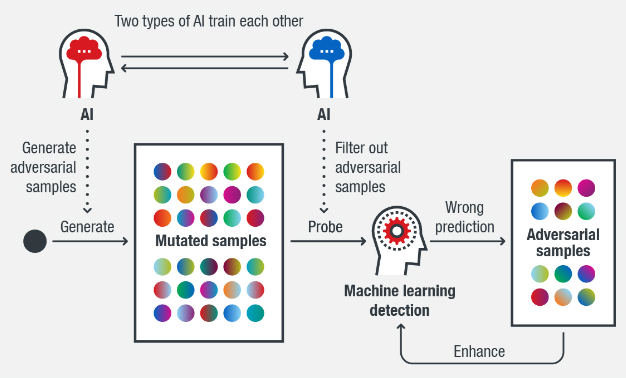 Two types of AI train each other
AI
AI
Generate
adversarial
samples
Filter out
adversarial
samples
Generate
Mutated samples
Probe
Machine learning
detection
Wrong
prediction
Adversarial
samples
Enhance